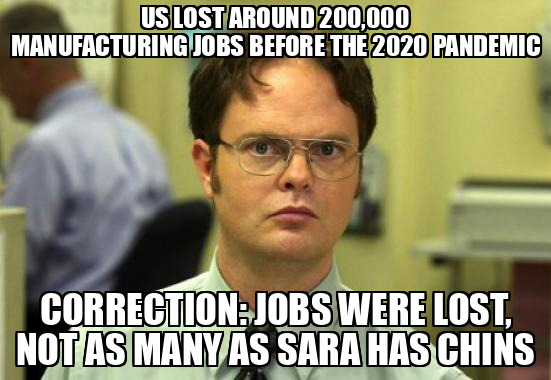 US LOST AROUND 200,000
MANUFACTURING JOBS BEFORE THE 2020 PANDEMIC
CORRECTION: JOBS WERE LOST,
NOT AS MANY AS SARA HAS CHINS